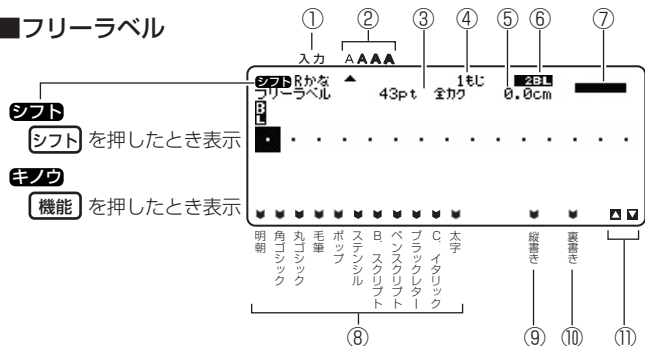 ■フリーラベル
① ② ③ ④ ⑤ ⑥ ⑦
入力 A A A A
シフト Rかな 1もじ 2BL
フリーラベル 43pt 全カク 0.0cm
BL
シフト
シフト を押したとき表示
キノウ
機能 を押したとき表示
明朝
角ゴシック
丸ゴシック
毛筆
ポップ
ステンシル
B.スクリプト
ペンスクリプト
ブラックレター
C.イタリック
太字
縦書き
裏書き
⑧ ⑨ ⑩ ⑪